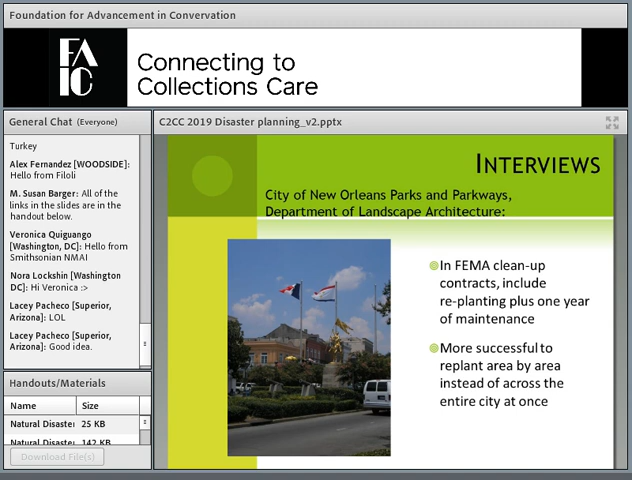 Foundation for Advancement in Convervation
FA
IC
Connecting to
Collections Care
General Chat (Everyone)
Turkey
Alex Fernandez [WOODSIDE]:
Hello from Filoli
M. Susan Barger: All of the
links in the slides are in the
handout below.
Veronica Quiguango
[Washington, DC]: Hello from
Smithsonian NMAI
Nora Lockshin [Washington
DC]: Hi Veronica :>
Lacey Pacheco [Superior,
Arizona]: LOL
Lacey Pacheco [Superior,
Arizona]: Good idea.
Handouts/Materials
Name Size
Natural Disaster 25 KB
Natural Disaster 142 KB
Download File(s)
C2CC 2019 Disaster planning_v2.pptx
INTERVIEWS
City of New Orleans Parks and Parkways,
Department of Landscape Architecture:
In FEMA clean-up
contracts, include
re-planting plus one year
of maintenance
More successful to
replant area by area
instead of across the
entire city at once